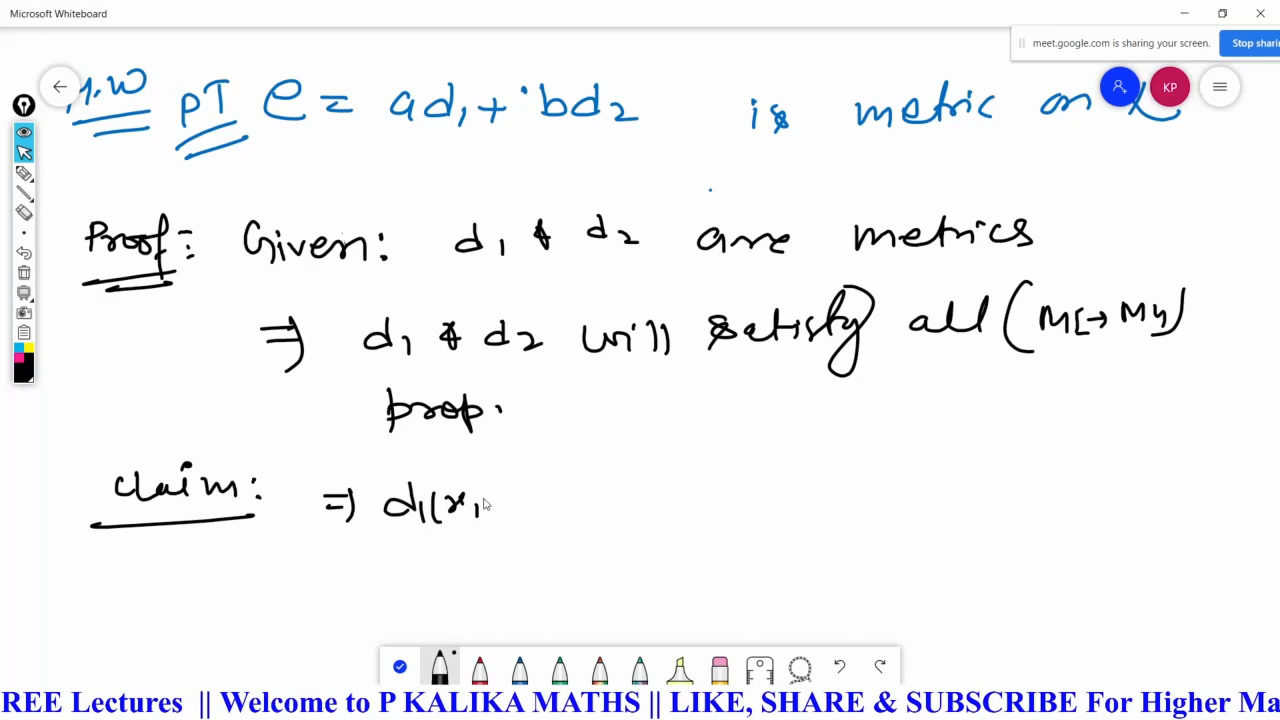 Microsoft Whiteboard
meet.google.com is sharing your screen. Stop sharin
H.W PT e = ad1 + bd2 is metric on X.
KP
Proof: Given: d1 & d2 are metrics
⇒ d1 & d2 will satisfy all (M1→M4)
prop.
Claim: ⇒ d1(x,
REE Lectures || Welcome to P KALIKA MATHS || LIKE, SHARE & SUBSCRIBE For Higher Ma